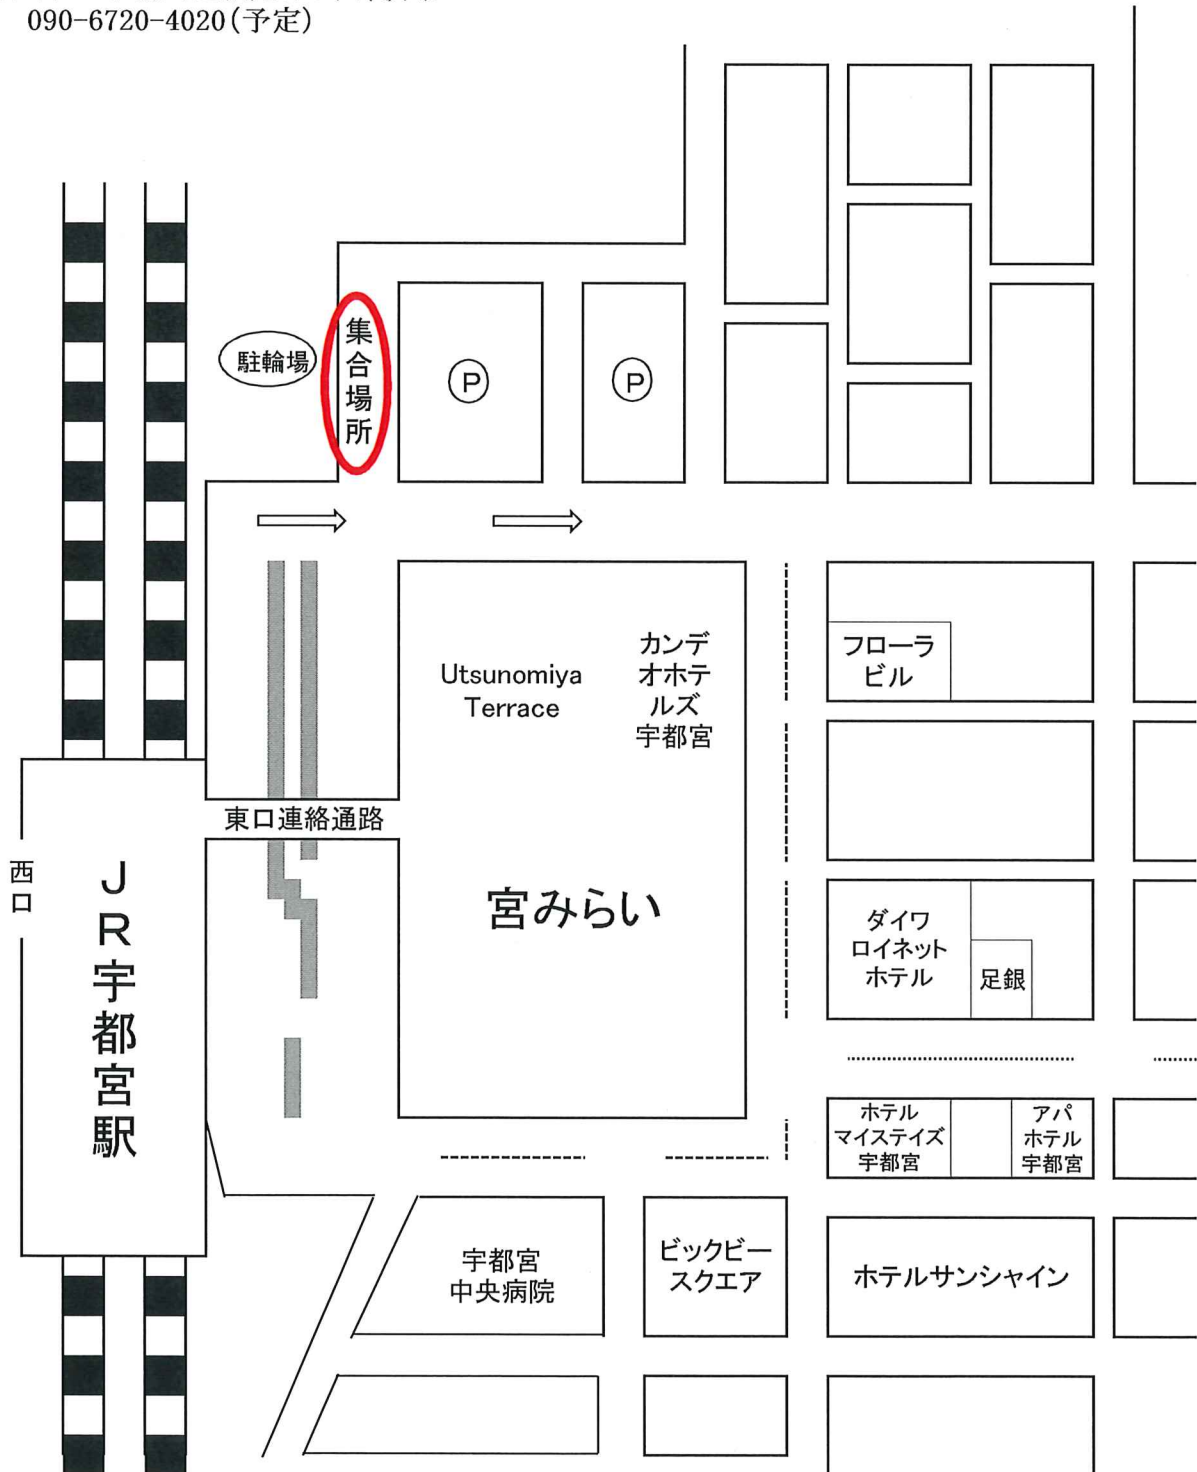 090-6720-4020(予定)
駐輪場
集合場所
P
P
Utsunomiya
Terrace
カンデ
オホテ
ルズ
宇都宮
フローラ
ビル
東口連絡通路
西口
JR宇都宮駅
宮みらい
ダイワ
ロイネット
ホテル
足銀
ホテル
マイステイズ
宇都宮
アパ
ホテル
宇都宮
宇都宮
中央病院
ビックビー
スクエア
ホテルサンシャイン